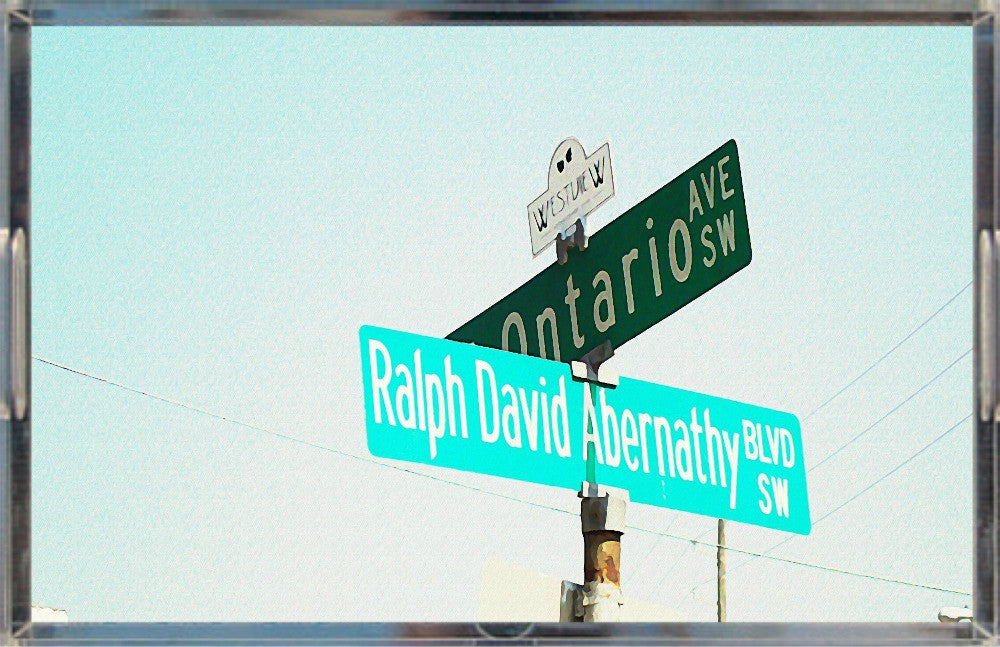 WESTVIEW
Ontario AVE SW
Ralph David Abernathy BLVD SW